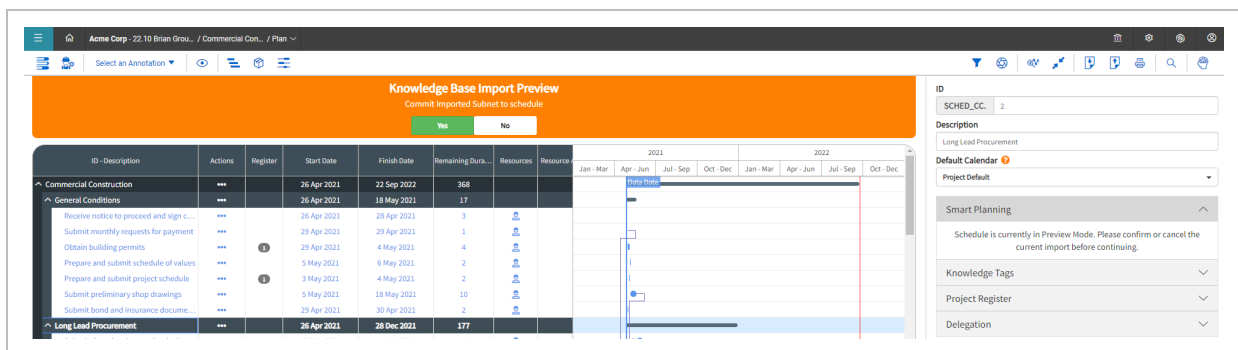 Acme Corp - 22.10 Brian Grou... / Commercial Con... / Plan
Select an Annotation
Knowledge Base Import Preview
Commit Imported Subnet to schedule
Yes No
ID - Description Actions Register Start Date Finish Date Remaining Dura... Resources Resource A
2021 2022
Jan - Mar Apr - Jun Jul - Sep Oct - Dec Jan - Mar Apr - Jun Jul - Sep Oct - Dec
Data Date
Commercial Construction ••• 26 Apr 2021 22 Sep 2022 368
General Conditions ••• 26 Apr 2021 18 May 2021 17
Receive notice to proceed and sign c... ••• 26 Apr 2021 28 Apr 2021 3
Submit monthly requests for payment ••• 29 Apr 2021 29 Apr 2021 1
Obtain building permits ••• 1 29 Apr 2021 4 May 2021 4
Prepare and submit schedule of values ••• 5 May 2021 6 May 2021 2
Prepare and submit project schedule ••• 1 3 May 2021 4 May 2021 2
Submit preliminary shop drawings ••• 5 May 2021 18 May 2021 10
Submit bond and insurance docume... ••• 29 Apr 2021 30 Apr 2021 2
Long Lead Procurement ••• 26 Apr 2021 28 Dec 2021 177
ID
SCHED_CC. 2
Description
Long Lead Procurement
Default Calendar ?
Project Default
Smart Planning
Schedule is currently in Preview Mode. Please confirm or cancel the
current import before continuing.
Knowledge Tags
Project Register
Delegation